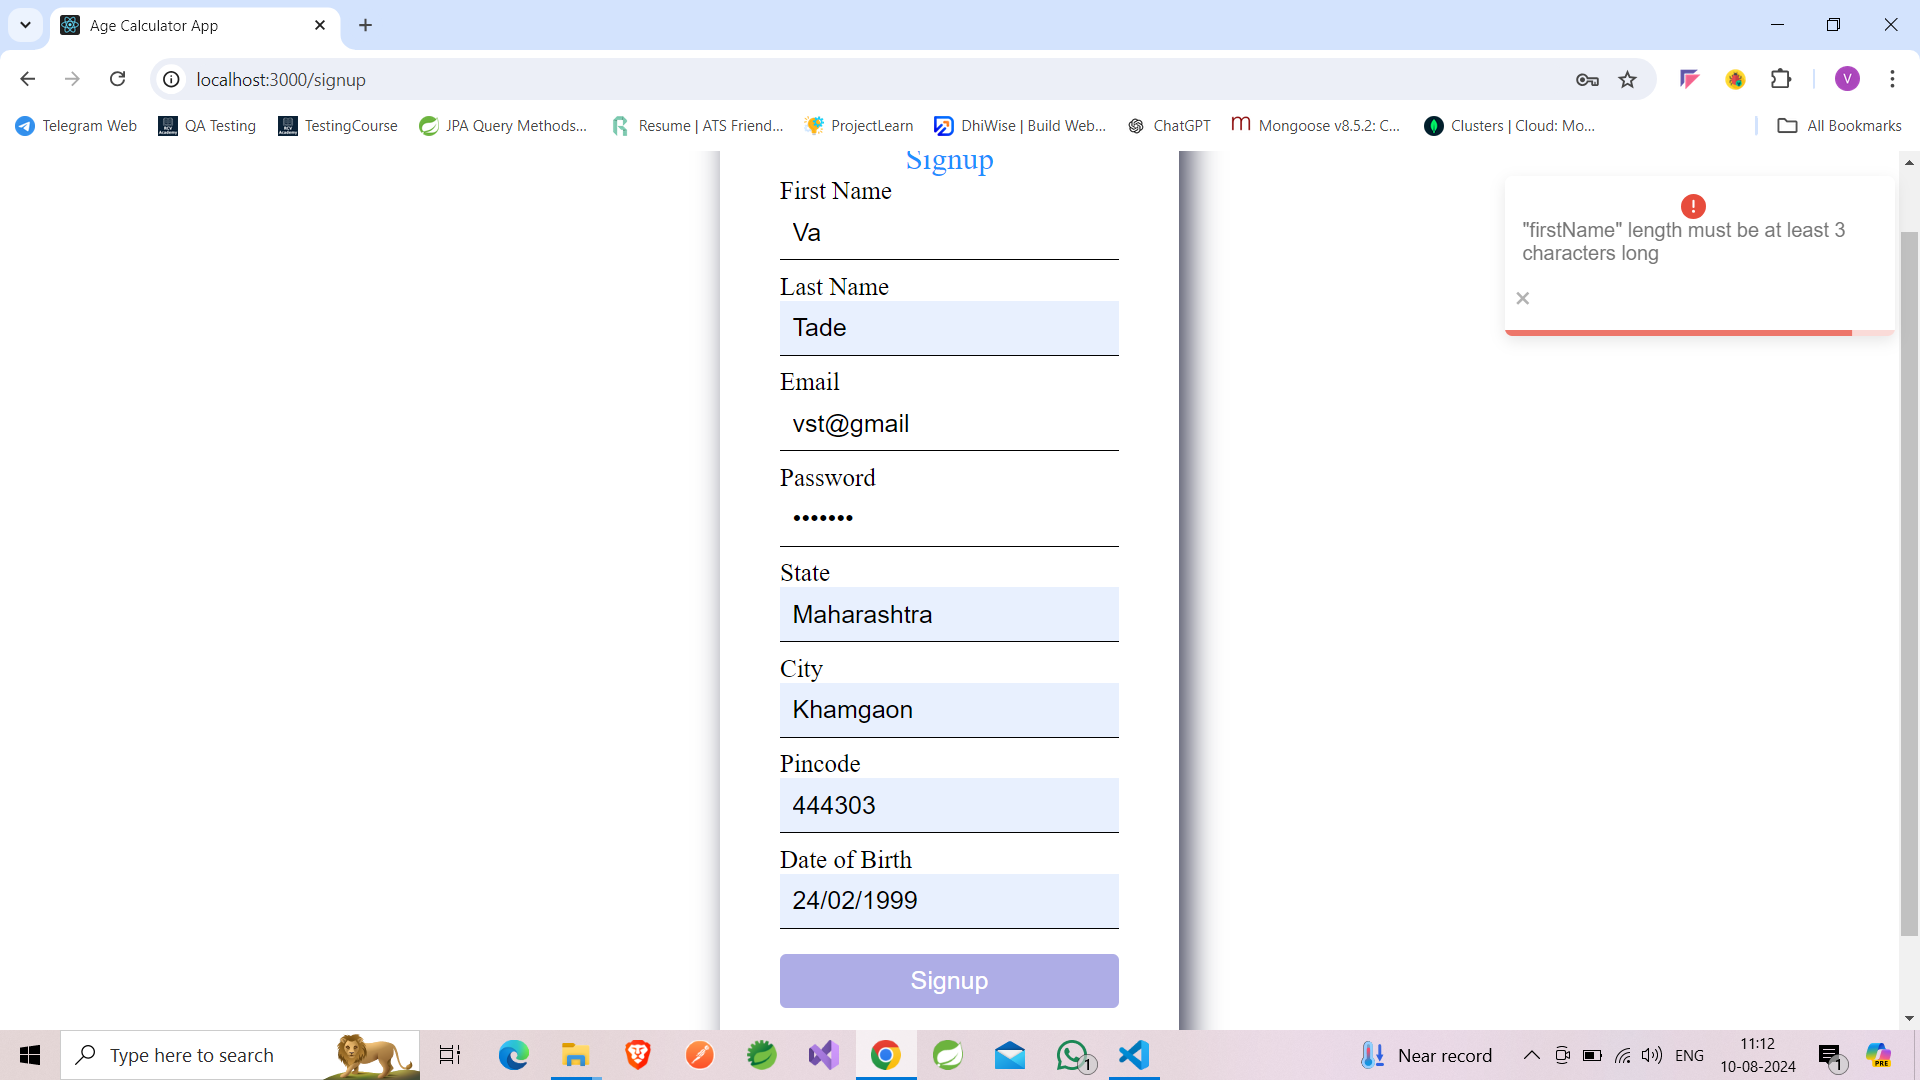 Age Calculator App
localhost:3000/signup
V
Telegram Web
QA Testing
TestingCourse
JPA Query Methods...
Resume | ATS Friend...
ProjectLearn
DhiWise | Build Web...
ChatGPT
Mongoose v8.5.2: C...
Clusters | Cloud: Mo...
All Bookmarks
Signup
First Name
Va
Last Name
Tade
Email
vst@gmail
Password
•••••••
State
Maharashtra
City
Khamgaon
Pincode
444303
Date of Birth
24/02/1999
Signup
"firstName" length must be at least 3
characters long
Type here to search
1
Near record
ENG
11:12
10-08-2024
1
PRE